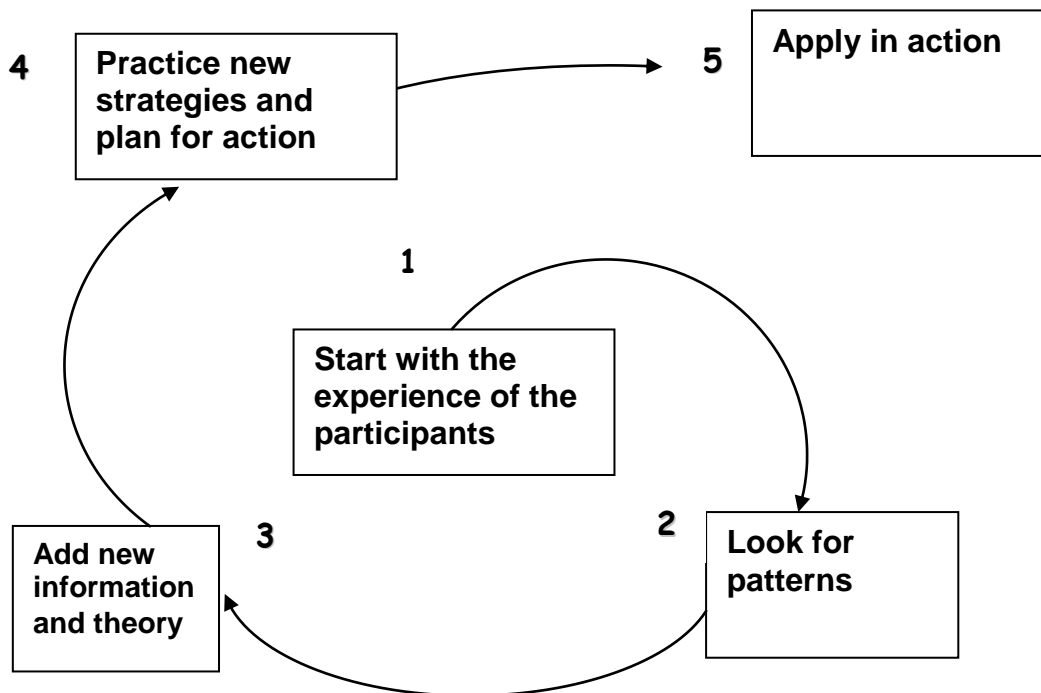 4
Practice new
strategies and
plan for action
5
Apply in action
1
Start with the
experience of the
participants
2
Look for
patterns
3
Add new
information
and theory